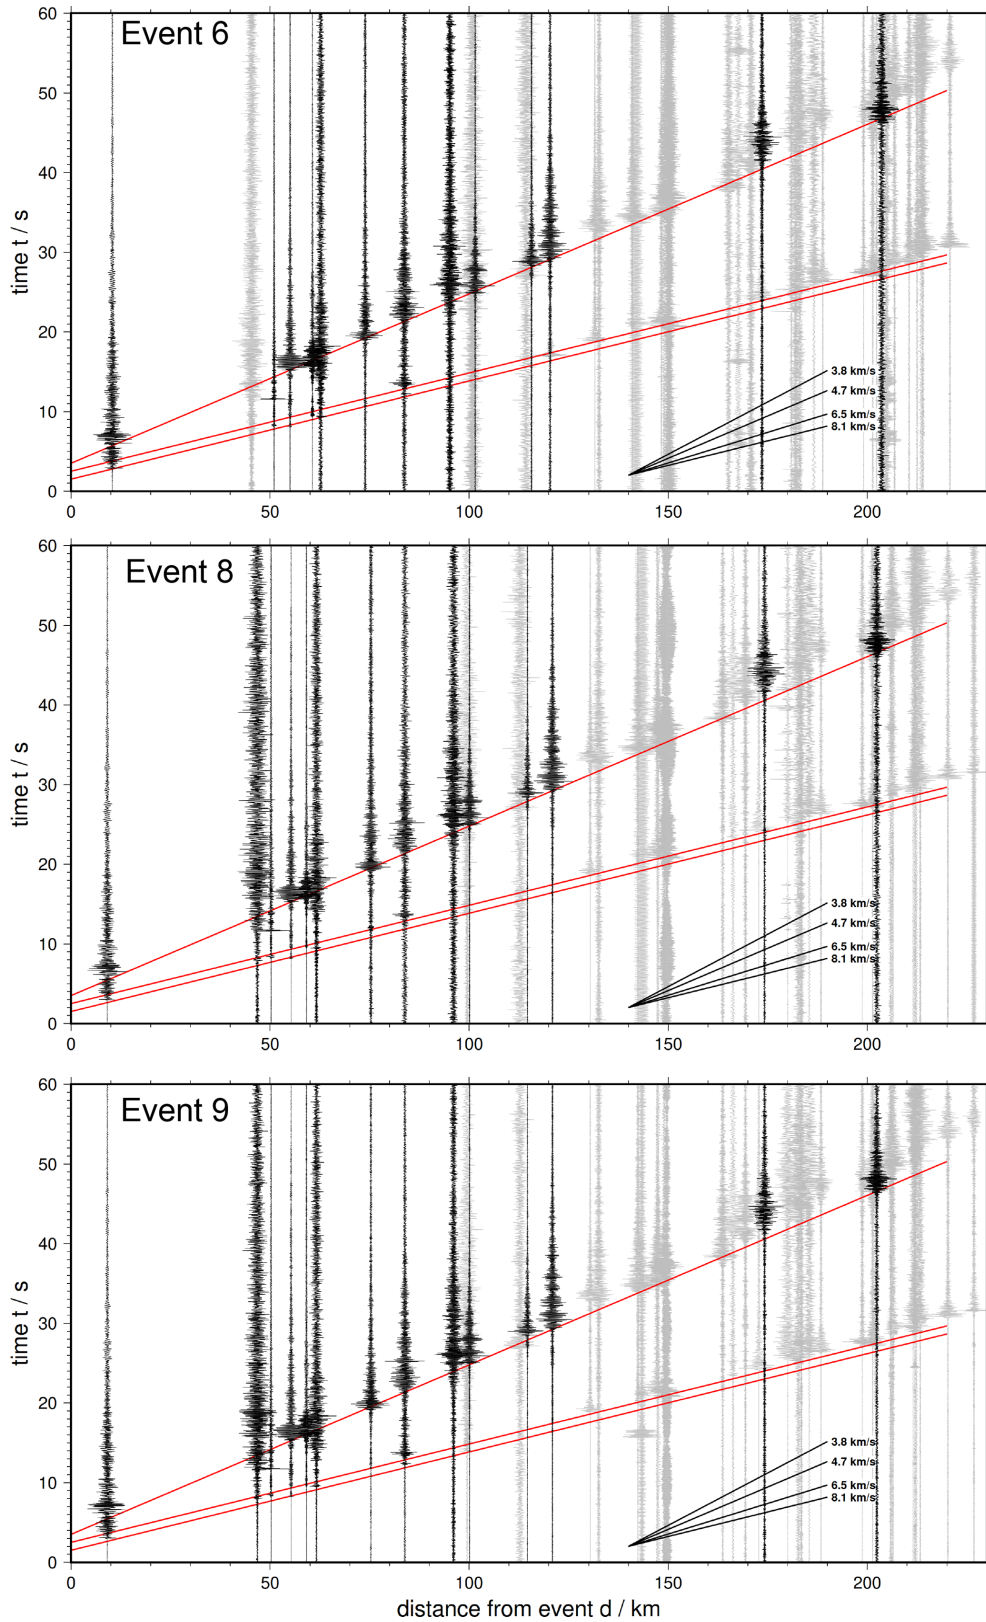 Event 6
60
50
40
30
20
10
0
time t / s
3.8 km/s
4.7 km/s
6.5 km/s
8.1 km/s
0 50 100 150 200
Event 8
60
50
40
30
20
10
0
time t / s
3.8 km/s
4.7 km/s
6.5 km/s
8.1 km/s
0 50 100 150 200
Event 9
60
50
40
30
20
10
0
time t / s
3.8 km/s
4.7 km/s
6.5 km/s
8.1 km/s
0 50 100 150 200
distance from event d / km